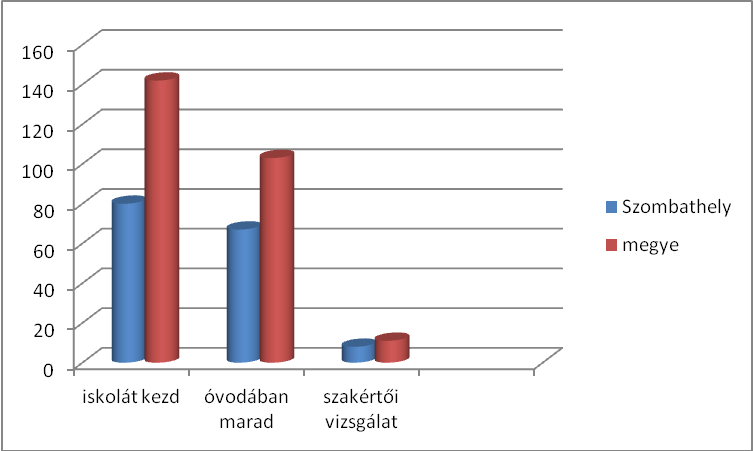 160
140
120
100
80
60
40
20
0
iskolát kezd
óvodában
marad
szakértői
vizsgálat
Szombathely
megye